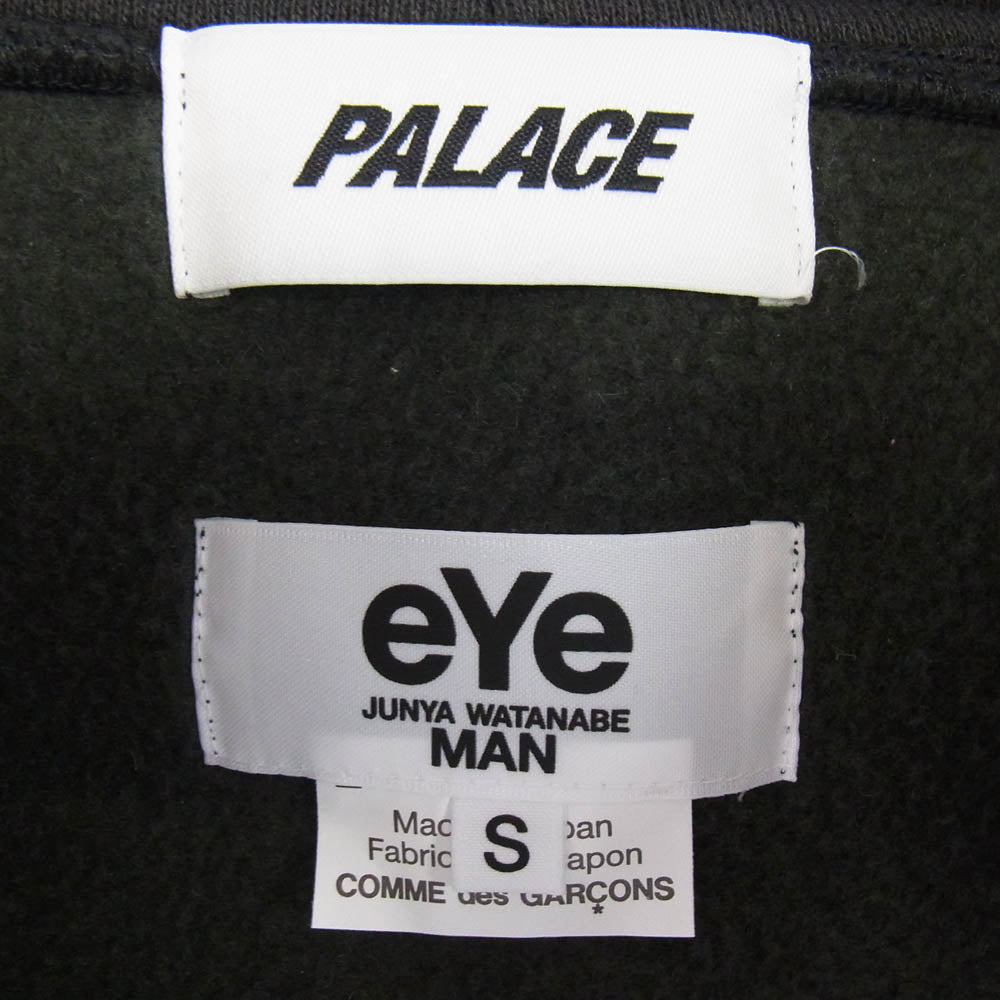 PALACE
eYe
JUNYA WATANABE
MAN
S
COMME des GARÇONS